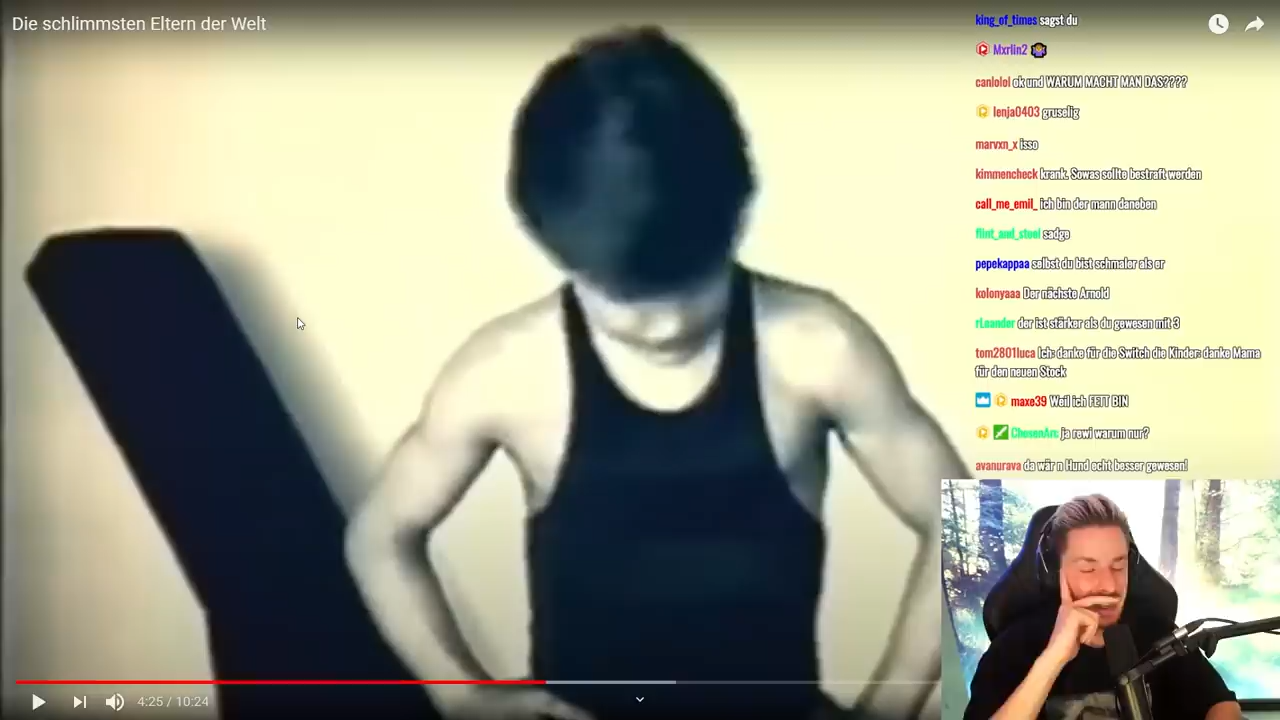 Die schlimmsten Eltern der Welt
king_of_times sagst du
Mxrlin2
canlolol ok und WARUM MACHT MAN DAS????
lenja0403 gruselig
marvxn_x isso
kimmencheck krank. Sowas sollte bestraft werden
call_me_emil_ ich bin der mann daneben
flint_and_stuel sadge
pepekappaa selbst du bist schmaler als er
kolonyaaa Der nächste Arnold
rLeander der ist stärker als du gewesen mit 3
tom2801luca Ich: danke für die Switch die Kinder: danke Mama
für den neuen Stock
maxe39 Weil ich FETT BIN
ChosenArc ja rewi warum nur?
avanurava da wär n Hund echt besser gewesen!
4:25 / 10:24